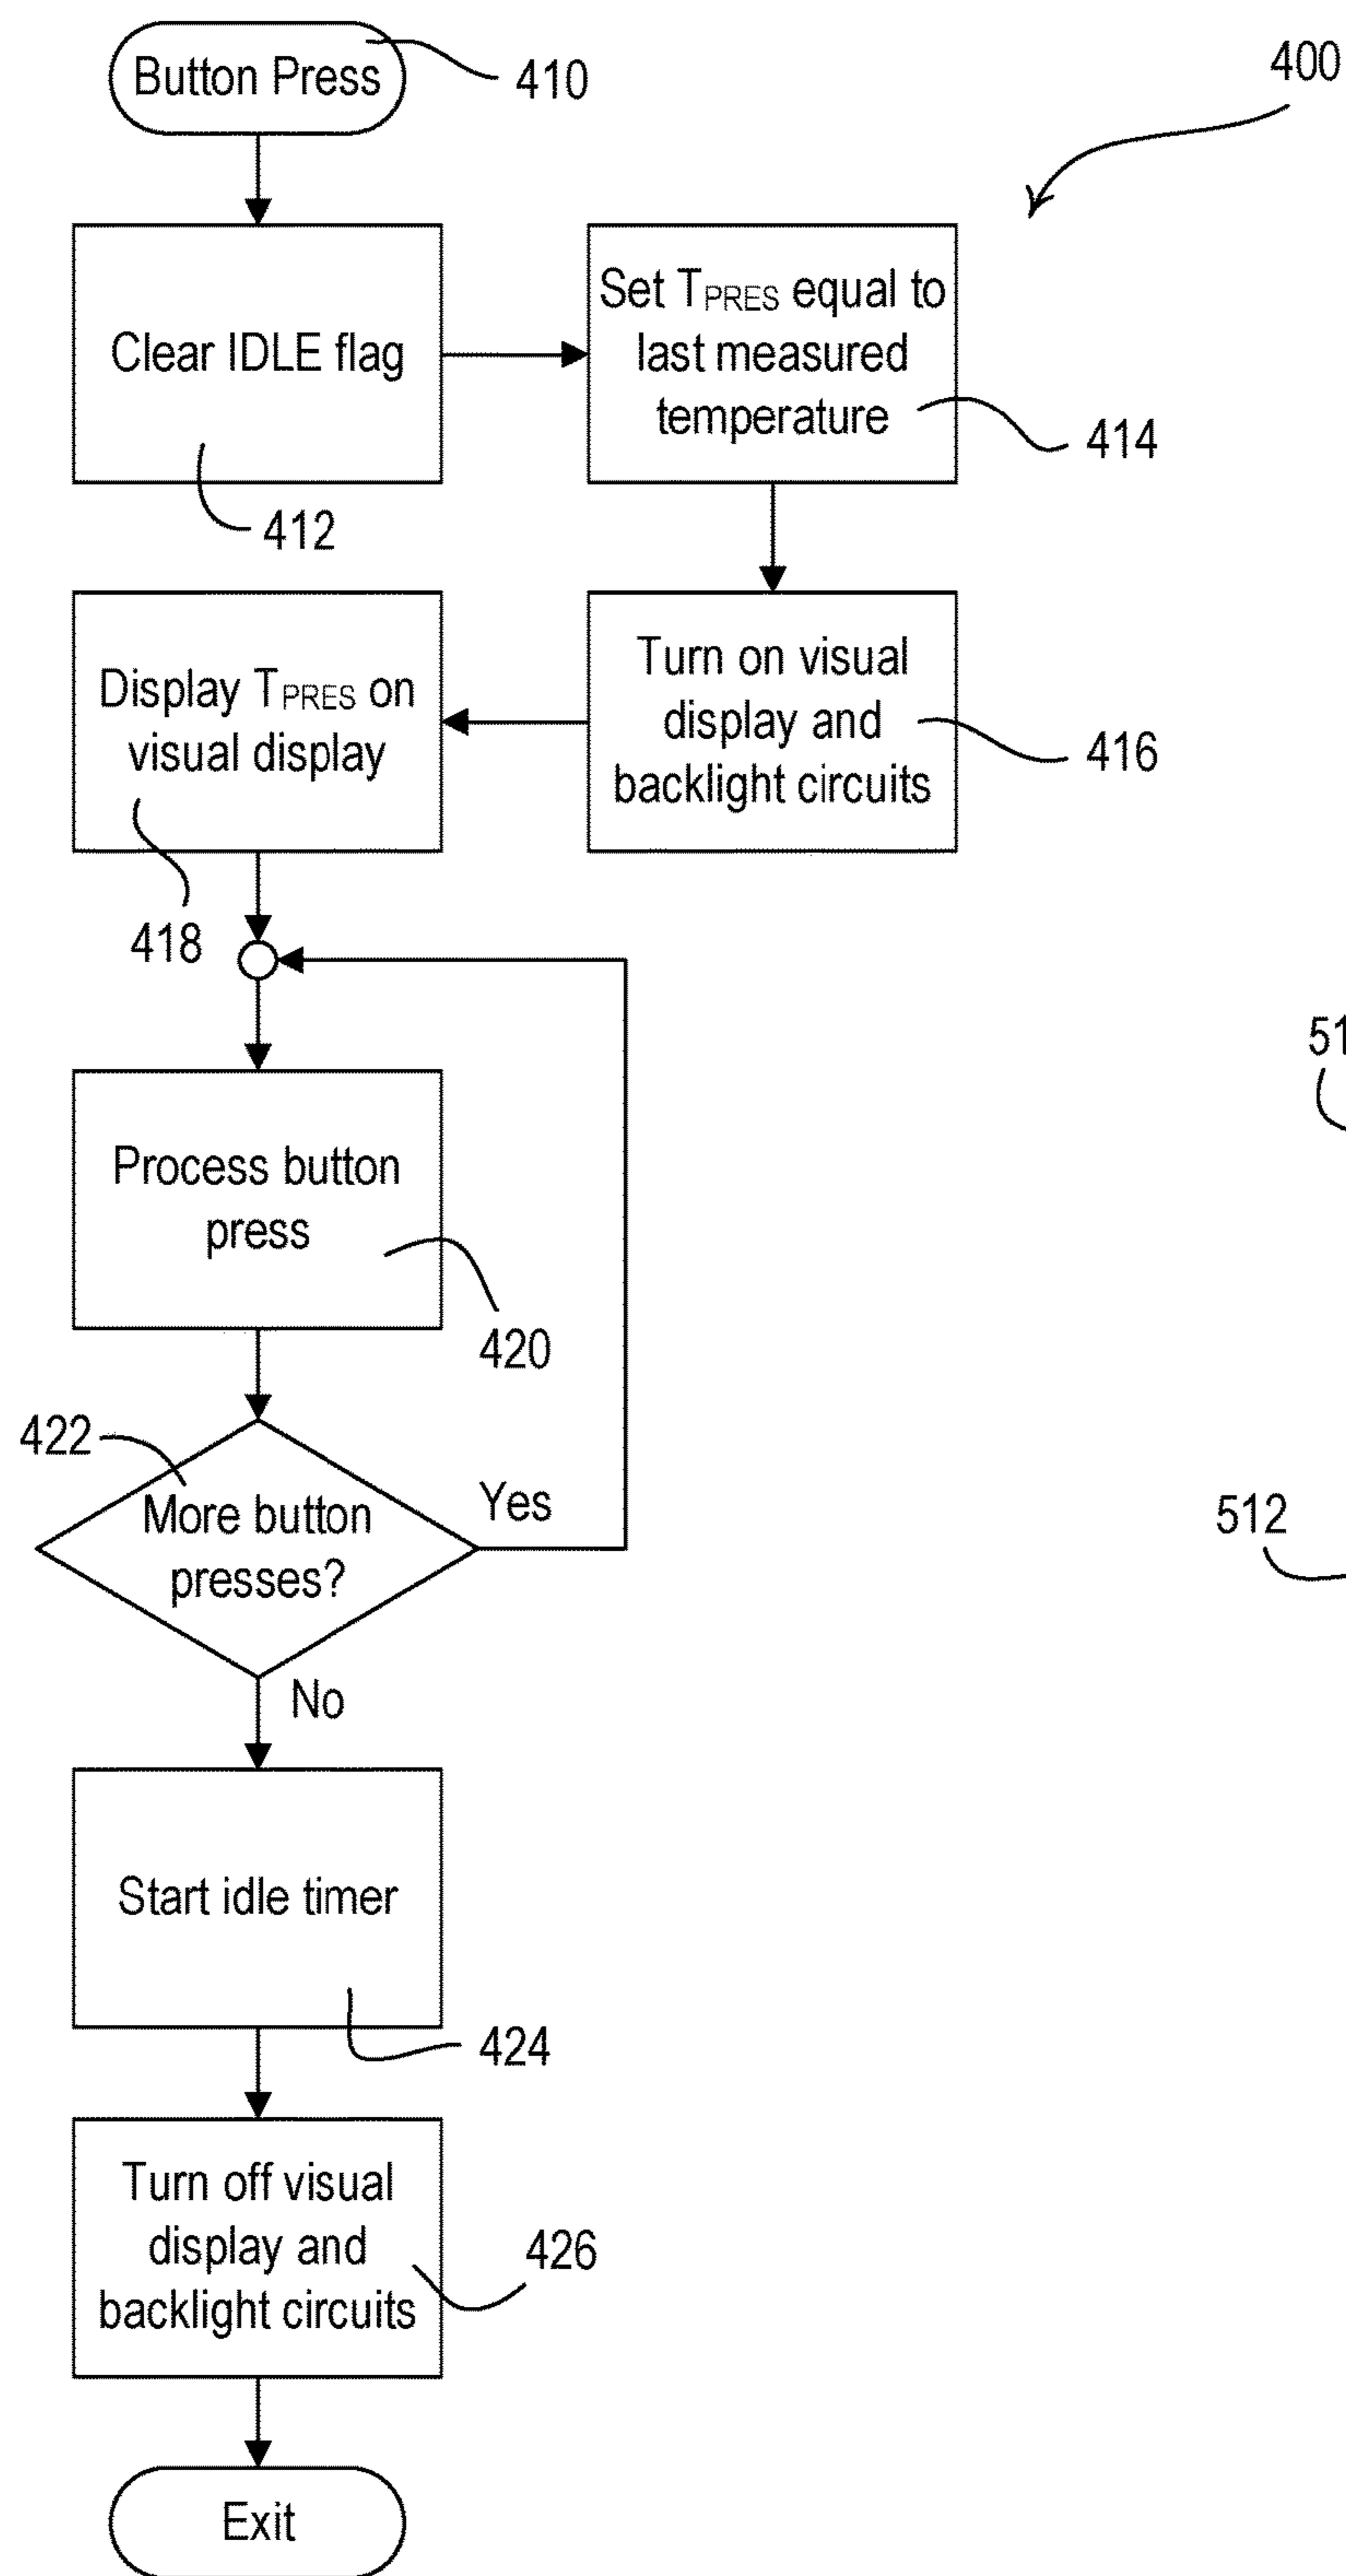 Button Press
410
400
Clear IDLE flag
412
Set TPRES equal to
last measured
temperature
414
Turn on visual
display and
backlight circuits
416
Display TPRES on
visual display
418
Process button
press
420
422
More button
presses?
Yes
No
Start idle timer
424
Turn off visual
display and
backlight circuits
426
Exit
512